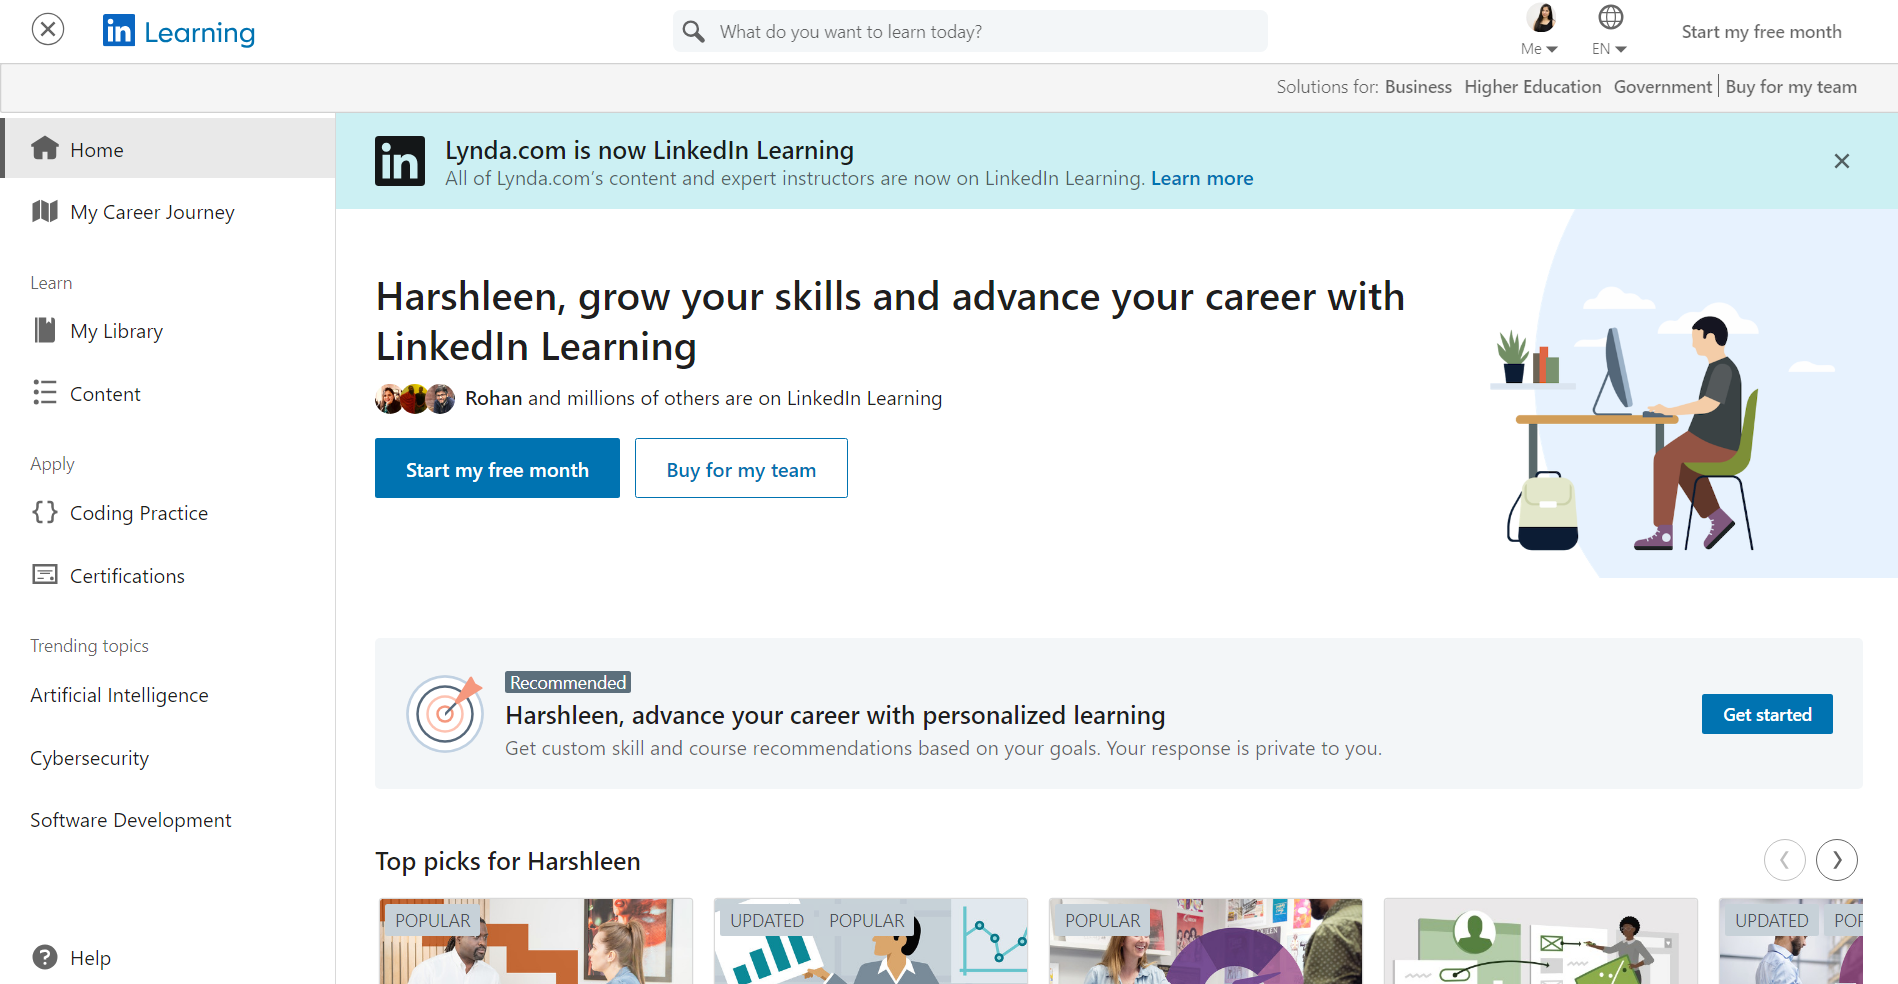 in Learning
What do you want to learn today?
Me
EN
Start my free month
Solutions for: Business Higher Education Government Buy for my team
Home
My Career Journey
Learn
My Library
Content
Apply
Coding Practice
Certifications
Trending topics
Artificial Intelligence
Cybersecurity
Software Development
Help
in
Lynda.com is now LinkedIn Learning
All of Lynda.com’s content and expert instructors are now on LinkedIn Learning. Learn more
Harshleen, grow your skills and advance your career with
LinkedIn Learning
Rohan and millions of others are on LinkedIn Learning
Start my free month
Buy for my team
Recommended
Harshleen, advance your career with personalized learning
Get custom skill and course recommendations based on your goals. Your response is private to you.
Get started
Top picks for Harshleen
POPULAR
UPDATED POPULAR
POPULAR
UPDATED POP